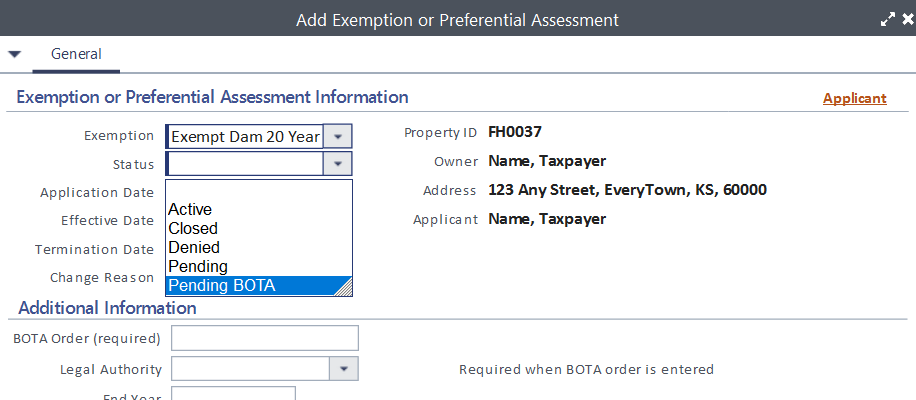 Add Exemption or Preferential Assessment
General
Exemption or Preferential Assessment Information
Applicant
Exemption Exempt Dam 20 Year
Property ID FH0037
Status
Owner Name, Taxpayer
Application Date
Address 123 Any Street, EveryTown, KS, 60000
Effective Date
Applicant Name, Taxpayer
Termination Date
Change Reason
Active
Closed
Denied
Pending
Pending BOTA
Additional Information
BOTA Order (required)
Legal Authority
Required when BOTA order is entered
End Year